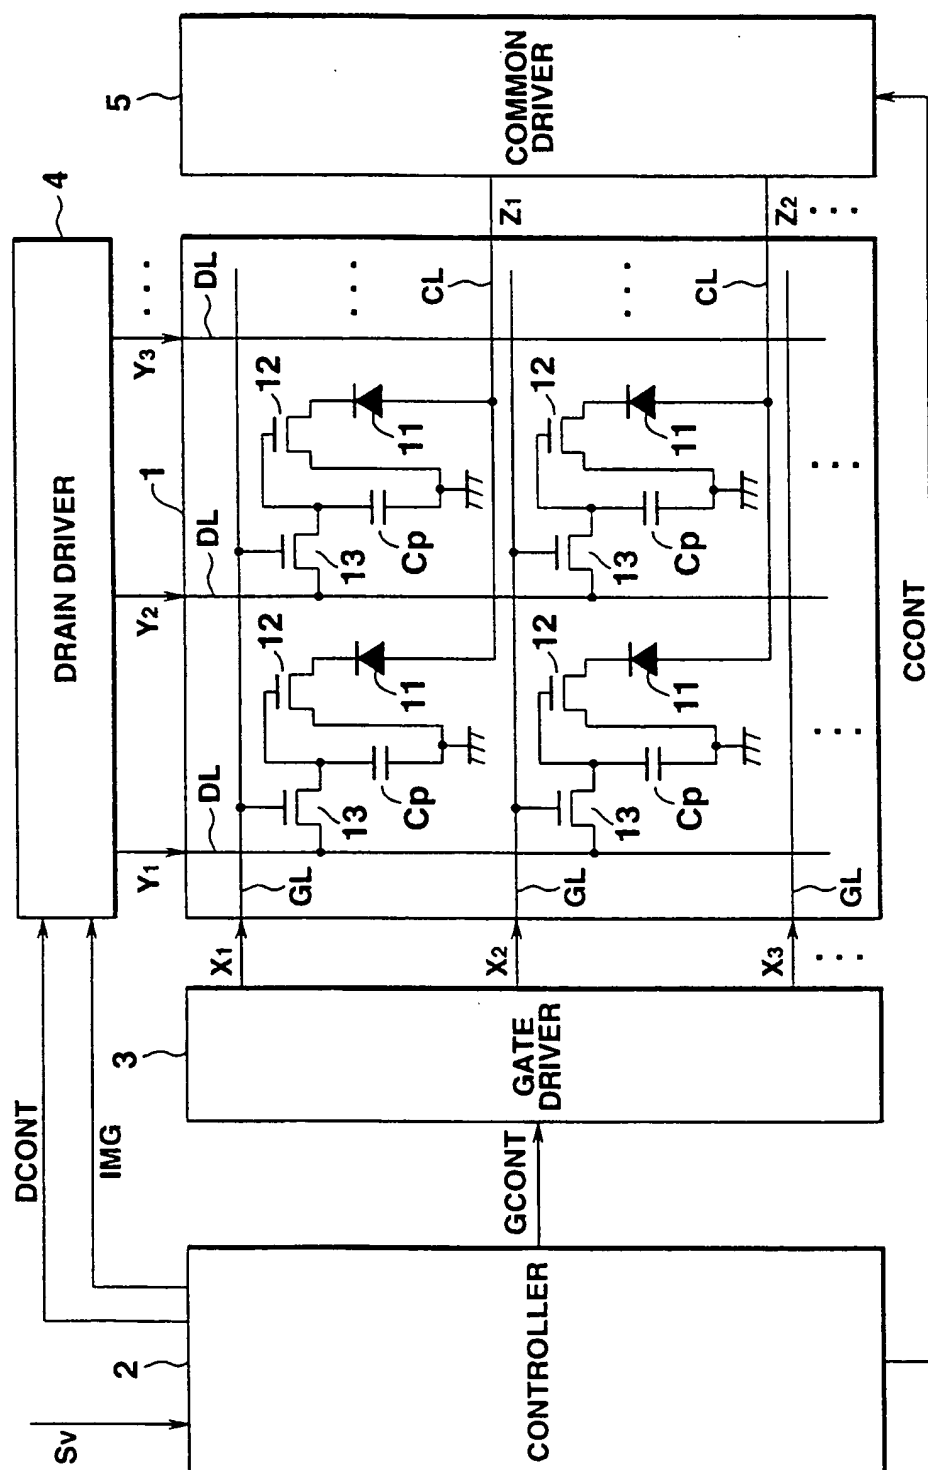 Sv
2
CONTROLLER
DCONT
IMG
GCONT
CCONT
3
GATE
DRIVER
X1
X2
X3
...
4
DRAIN DRIVER
Y1
Y2
Y3
...
1
DL
DL
DL
GL
GL
GL
12
12
11
11
13
13
Cp
Cp
...
CL
12
12
11
11
13
13
Cp
Cp
...
CL
...
...
Z1
Z2
...
5
COMMON
DRIVER